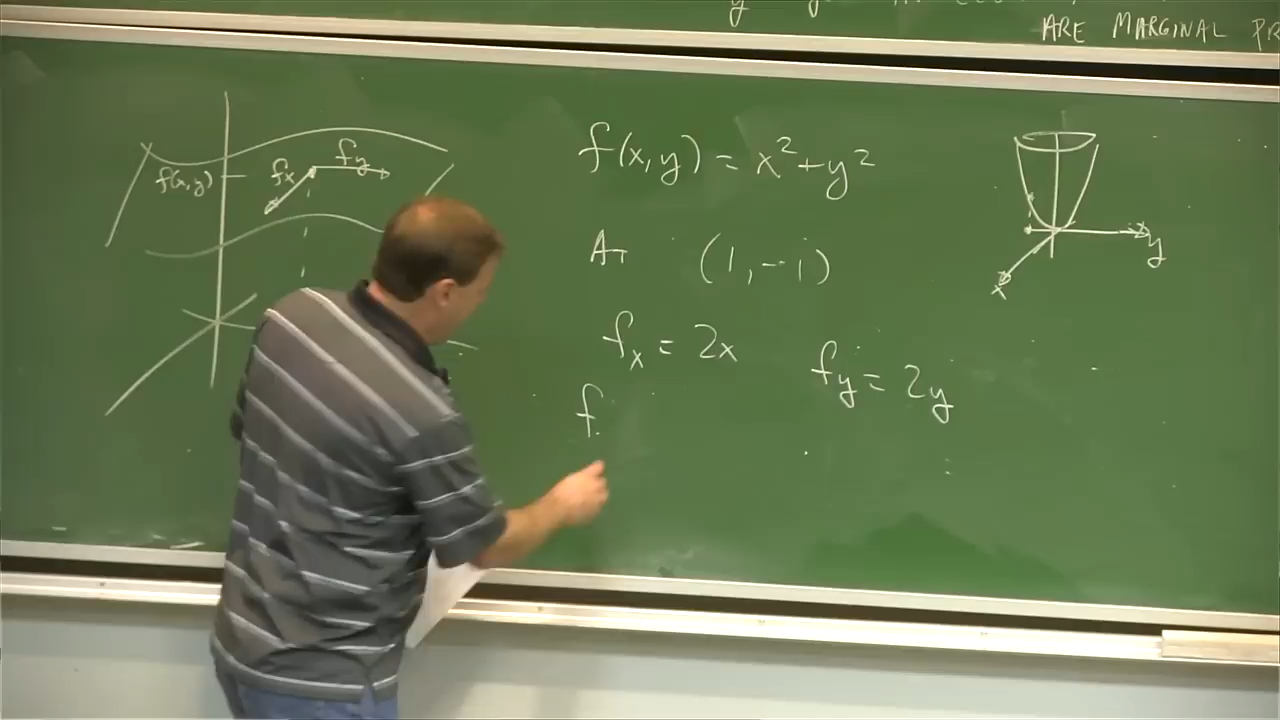 ARE MARGINAL PR
f(x,y)
fx
fy
f(x,y) = x² + y²
AT (1, -1)
fx = 2x
fy = 2y
f
x
y